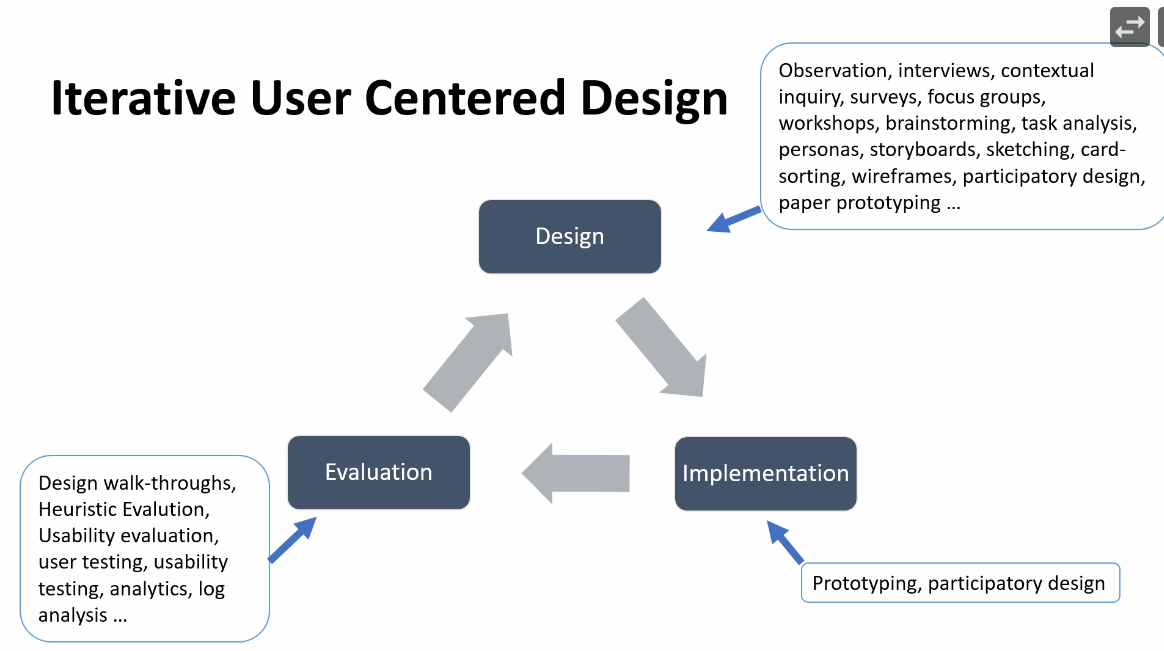 Iterative User Centered Design
Observation, interviews, contextual
inquiry, surveys, focus groups,
workshops, brainstorming, task analysis,
personas, storyboards, sketching, card-
sorting, wireframes, participatory design,
paper prototyping ...
Design
Evaluation
Implementation
Design walk-throughs,
Heuristic Evalution,
Usability evaluation,
user testing, usability
testing, analytics, log
analysis ...
Prototyping, participatory design